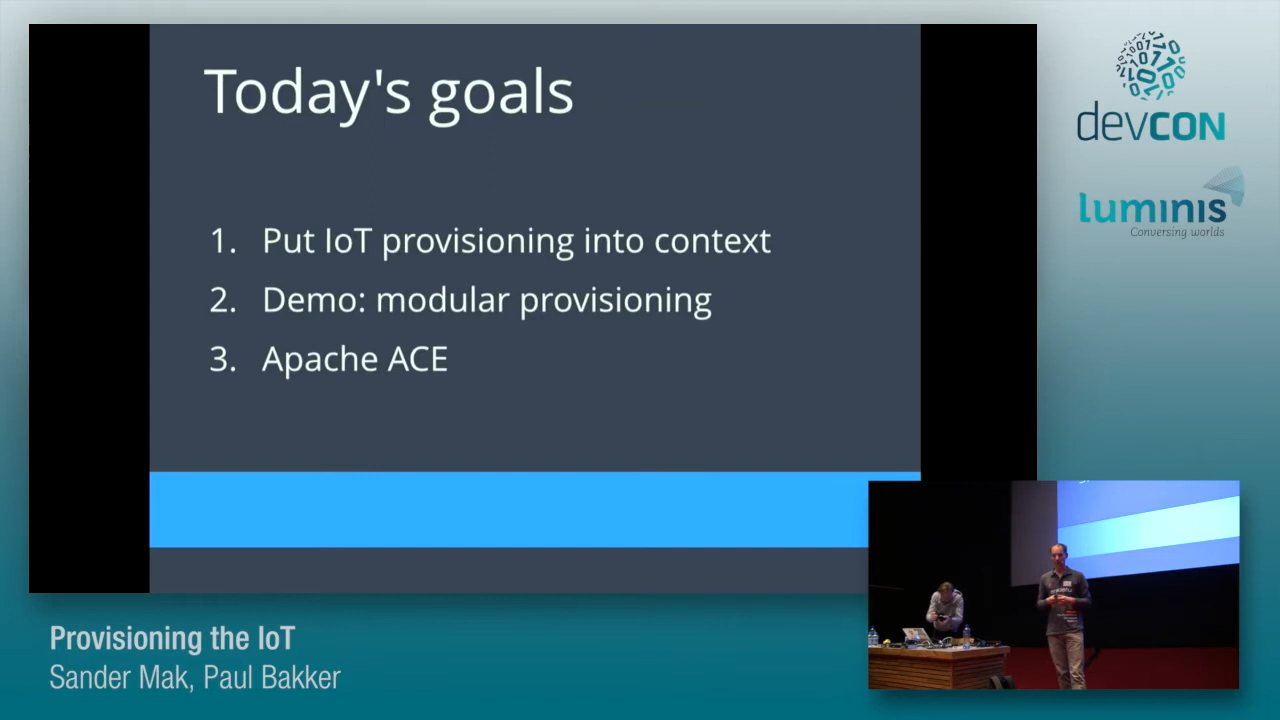 Today's goals
1. Put IoT provisioning into context
2. Demo: modular provisioning
3. Apache ACE
devCON
luminis
Conversing worlds
Provisioning the IoT
Sander Mak, Paul Bakker